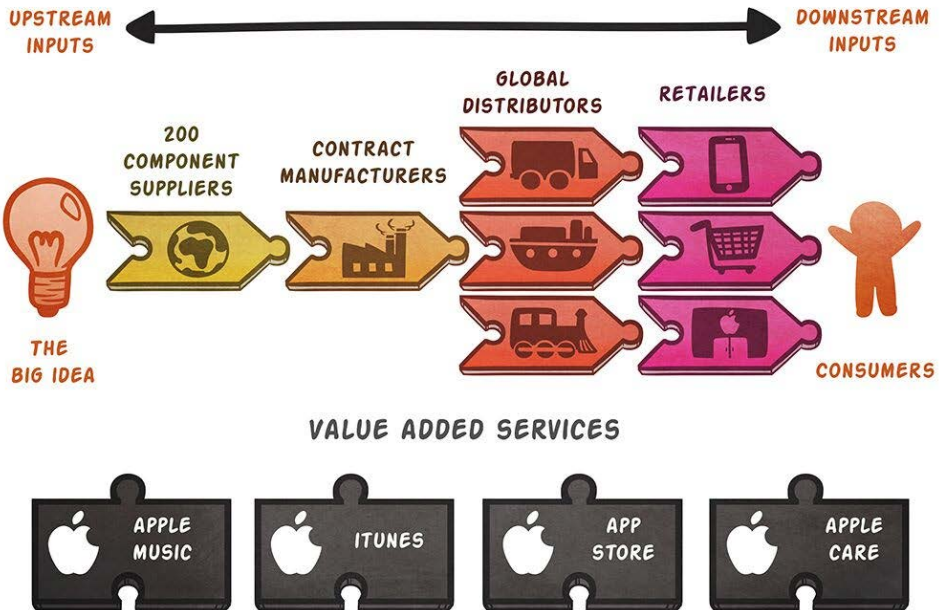 UPSTREAM
INPUTS
DOWNSTREAM
INPUTS
GLOBAL
DISTRIBUTORS
RETAILERS
200
COMPONENT
SUPPLIERS
CONTRACT
MANUFACTURERS
THE
BIG IDEA
CONSUMERS
VALUE ADDED SERVICES
APPLE
MUSIC
ITUNES
APP
STORE
APPLE
CARE